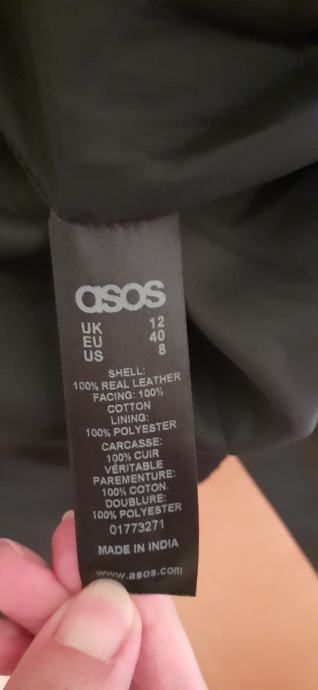 asos
UK 12
EU 40
US 8
SHELL:
100% REAL LEATHER
FACING: 100%
COTTON
LINING:
100% POLYESTER
CARCASSE:
100% CUIR
VÉRITABLE
PAREMENTURE:
100% COTON.
DOUBLURE:
100% POLYESTER
01773271
MADE IN INDIA
www.asos.com